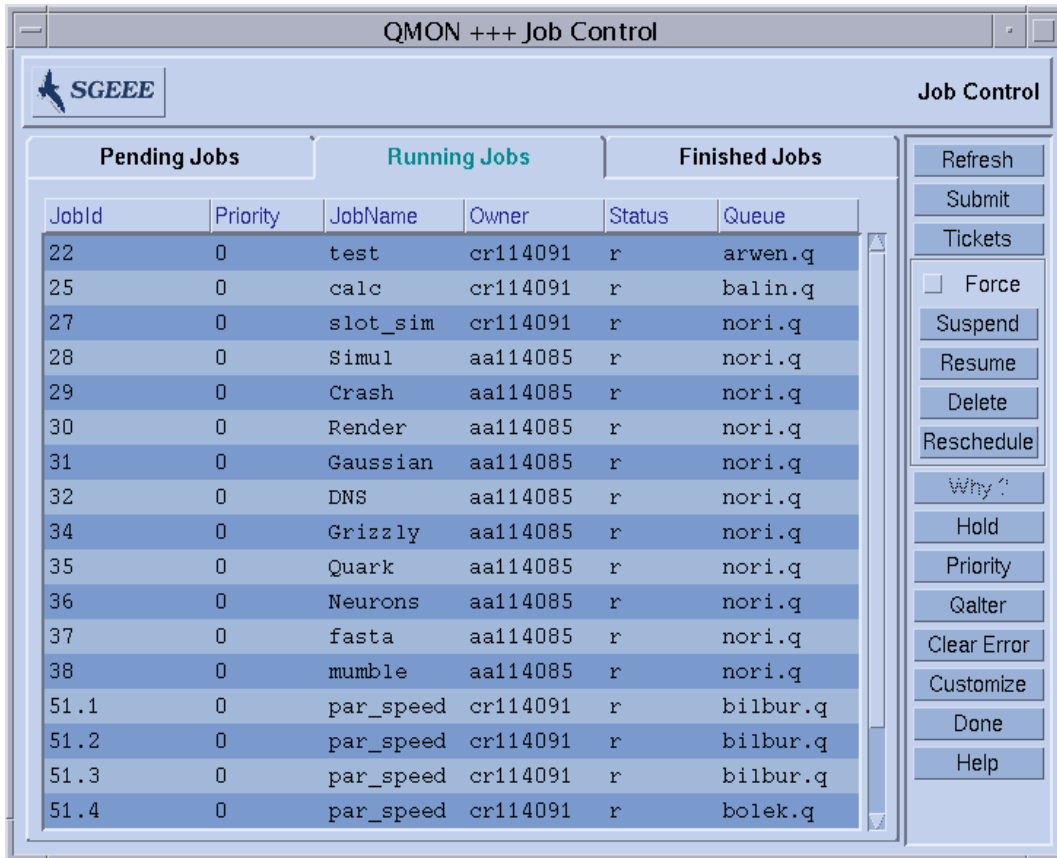 QMON +++ Job Control
SGEEE
Job Control
Pending Jobs Running Jobs Finished Jobs
JobId Priority JobName Owner Status Queue
22 0 test cr114091 r arwen.q
25 0 calc cr114091 r balin.q
27 0 slot_sim cr114091 r nori.q
28 0 Simul aa114085 r nori.q
29 0 Crash aa114085 r nori.q
30 0 Render aa114085 r nori.q
31 0 Gaussian aa114085 r nori.q
32 0 DNS aa114085 r nori.q
34 0 Grizzly aa114085 r nori.q
35 0 Quark aa114085 r nori.q
36 0 Neurons aa114085 r nori.q
37 0 fasta aa114085 r nori.q
38 0 mumble aa114085 r nori.q
51.1 0 par_speed cr114091 r bilbur.q
51.2 0 par_speed cr114091 r bilbur.q
51.3 0 par_speed cr114091 r bilbur.q
51.4 0 par_speed cr114091 r bolek.q
Refresh
Submit
Tickets
Force
Suspend
Resume
Delete
Reschedule
Why ?
Hold
Priority
Qalter
Clear Error
Customize
Done
Help